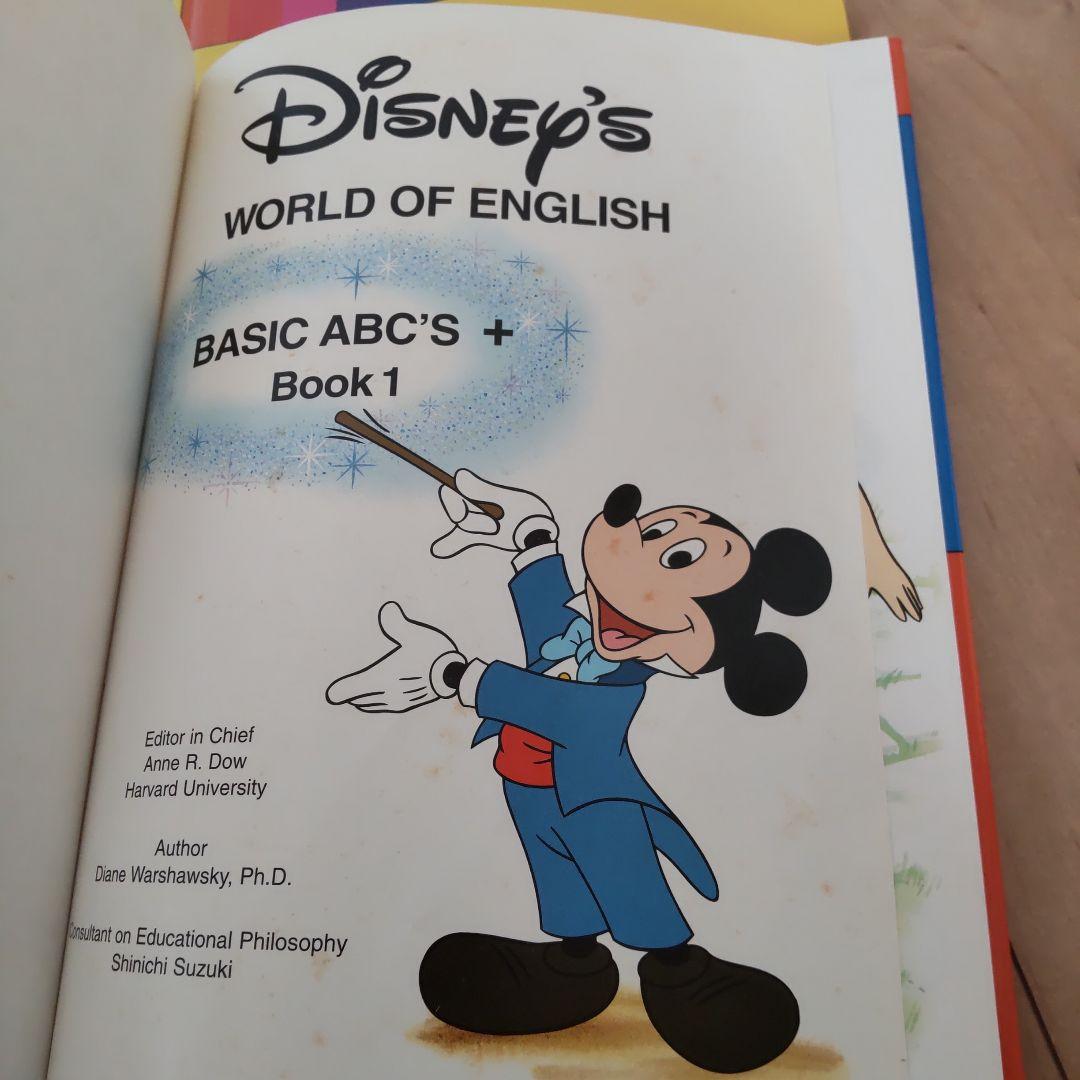 Disney's
WORLD OF ENGLISH
BASIC ABC'S +
Book 1
Editor in Chief
Anne R. Dow
Harvard University
Author
Diane Warshawsky, Ph.D.
Consultant on Educational Philosophy
Shinichi Suzuki